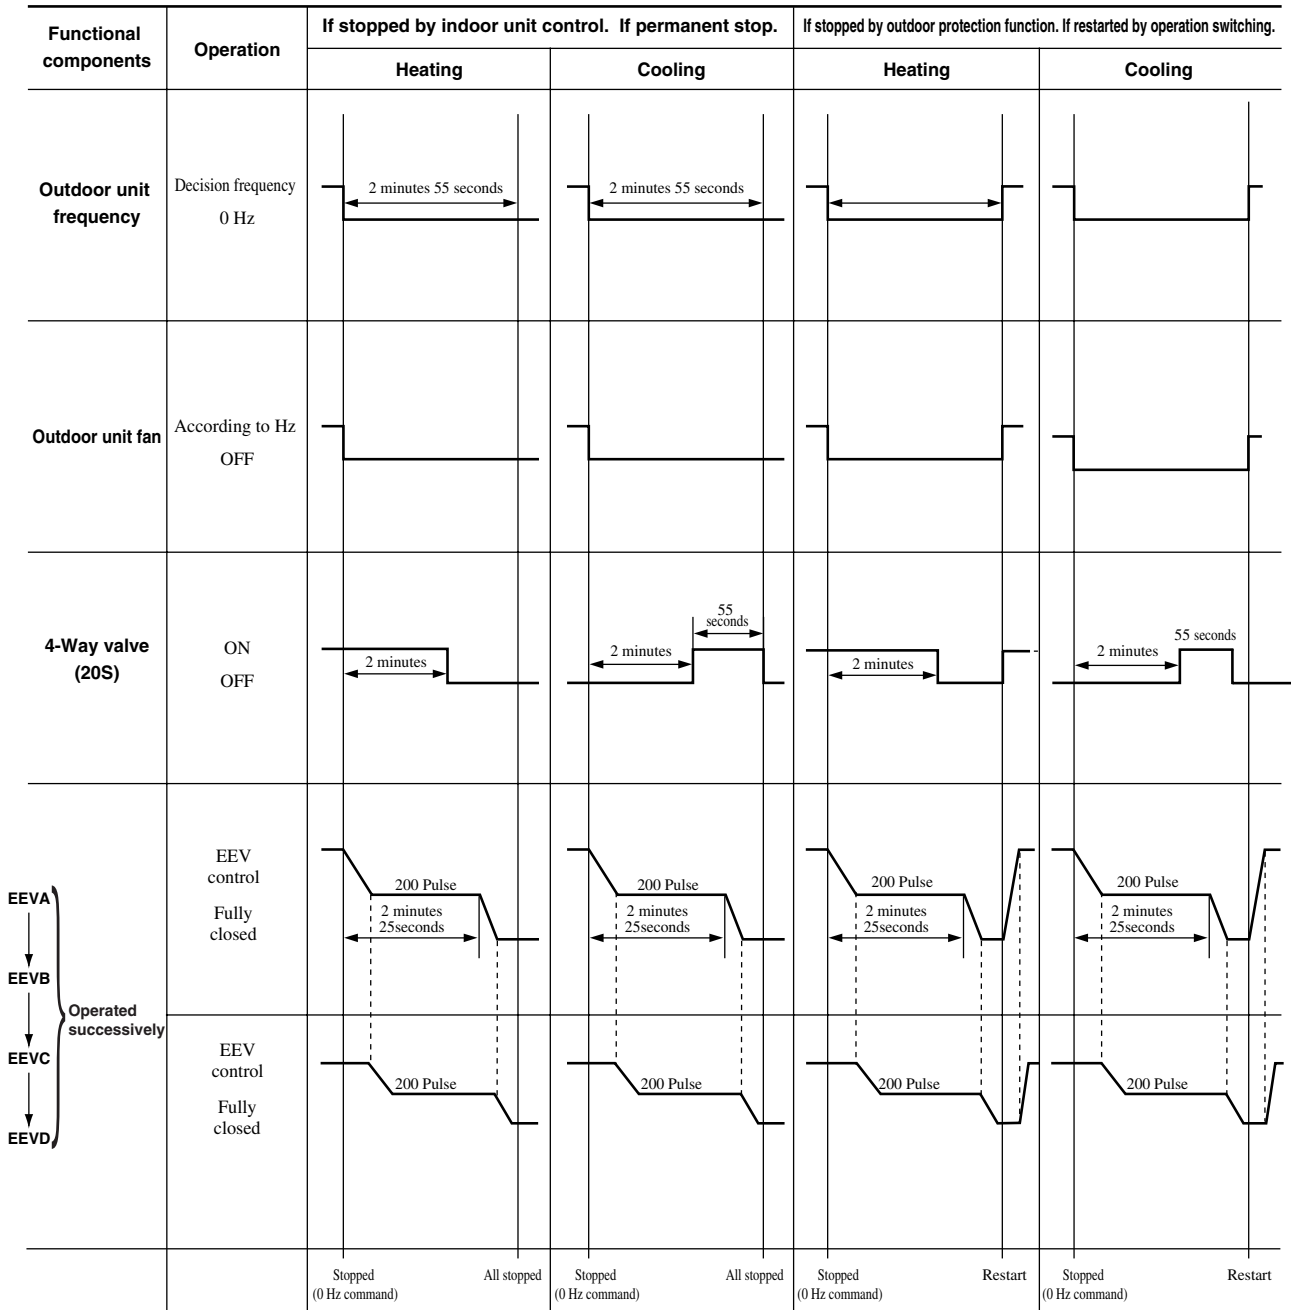 Functional
components
Operation
If stopped by indoor unit control. If permanent stop.
If stopped by outdoor protection function. If restarted by operation switching.
Heating
Cooling
Heating
Cooling
Outdoor unit
frequency
Decision frequency
0 Hz
2 minutes 55 seconds
2 minutes 55 seconds
Outdoor unit fan
According to Hz
OFF
4-Way valve
(20S)
ON
OFF
2 minutes
2 minutes
55
seconds
2 minutes
2 minutes
55 seconds
EEVA
EEVB
EEVC
EEVD
Operated
successively
EEV
control
Fully
closed
200 Pulse
2 minutes
25seconds
200 Pulse
2 minutes
25seconds
200 Pulse
2 minutes
25seconds
200 Pulse
2 minutes
25seconds
EEV
control
Fully
closed
200 Pulse
200 Pulse
200 Pulse
200 Pulse
Stopped
(0 Hz command)
All stopped
Stopped
(0 Hz command)
All stopped
Stopped
(0 Hz command)
Restart
Stopped
(0 Hz command)
Restart